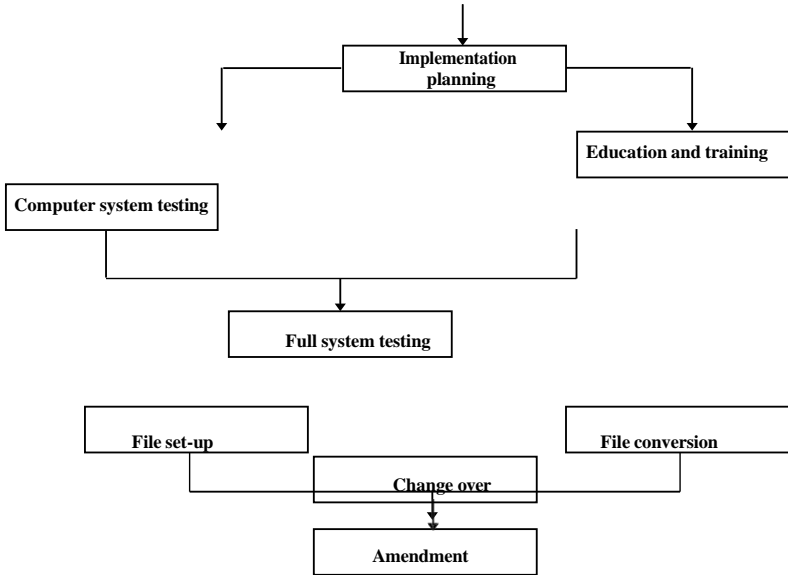 Implementation
planning
Education and training
Computer system testing
Full system testing
File set-up
File conversion
Change over
Amendment